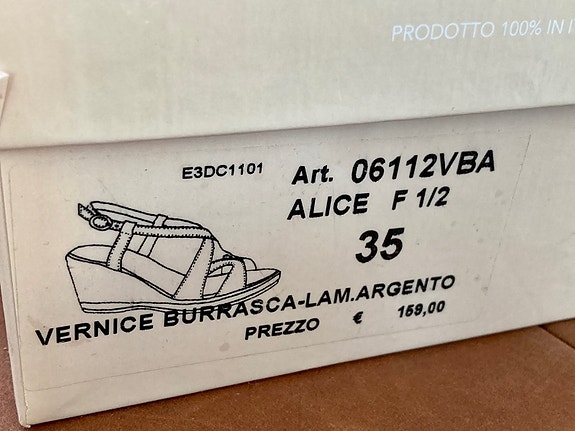 PRODOTTO 100% IN
E3DC1101
Art. 06112VBA
ALICE F 1/2
35
VERNICE BURRASCA-LAM.ARGENTO
PREZZO € 159,00